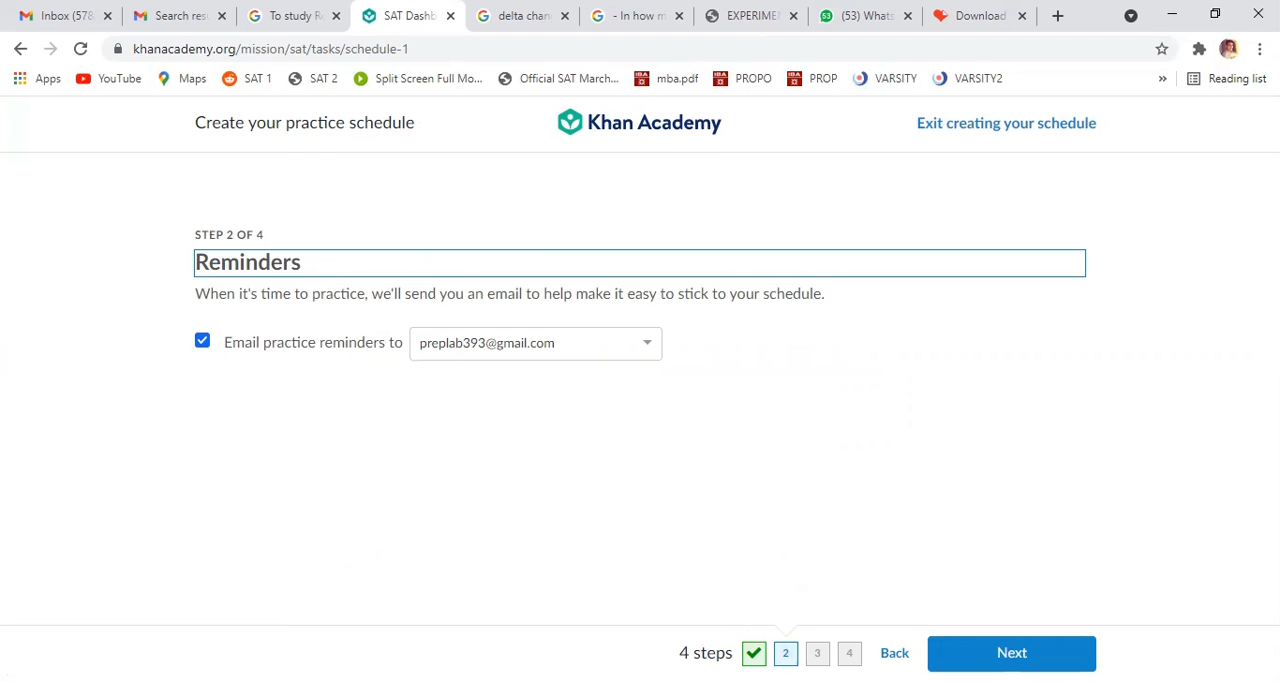 Inbox (578
Search resu
To study R
SAT Dashb
delta chan
- In how m
EXPERIMEN
(53) Whats
Download
khanacademy.org/mission/sat/tasks/schedule-1
Apps
YouTube
Maps
SAT 1
SAT 2
Split Screen Full Mo...
Official SAT March...
mba.pdf
PROPO
PROP
VARSITY
VARSITY2
»
Reading list
Create your practice schedule
Khan Academy
Exit creating your schedule
STEP 2 OF 4
Reminders
When it's time to practice, we'll send you an email to help make it easy to stick to your schedule.
Email practice reminders to
preplab393@gmail.com
4 steps
2
3
4
Back
Next